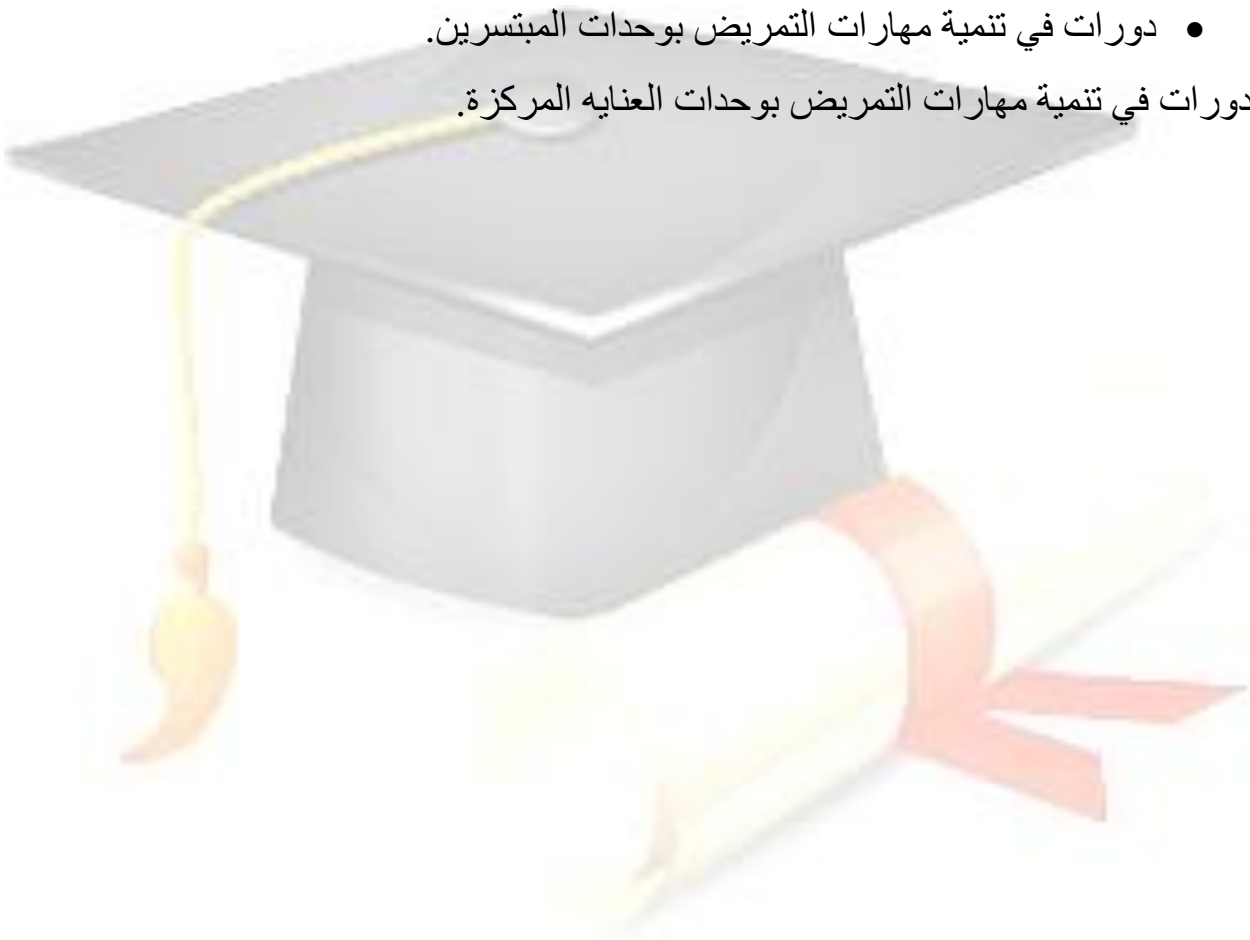 • دورات في تنمية مهارات التمريض بوحدات المبتسرين.
دورات في تنمية مهارات التمريض بوحدات العنايه المركزة.